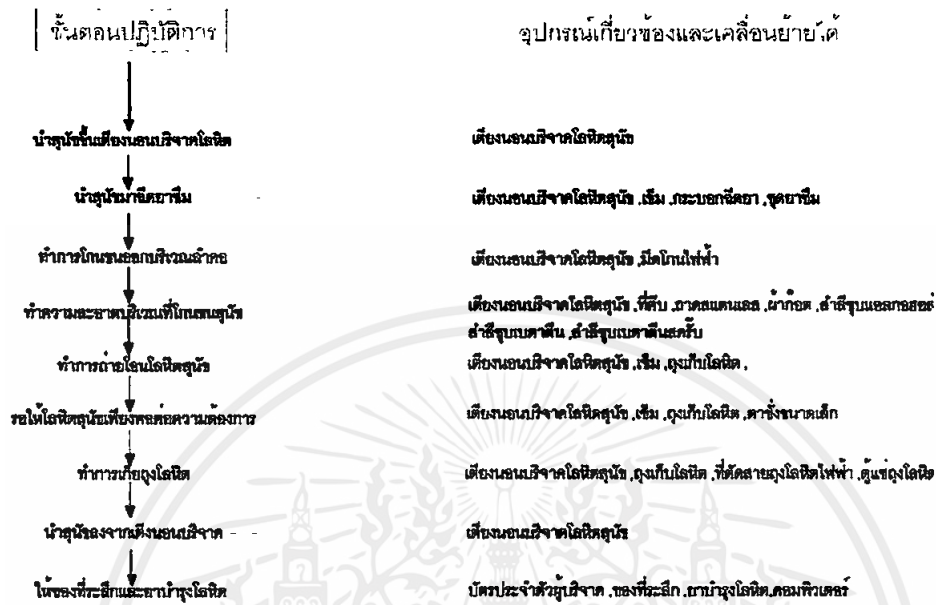 ขั้นตอนปฏิบัติการ อุปกรณ์เกี่ยวข้องและเคลื่อนย้ายได้
นำสุนัขขึ้นเตียงนอนบริจาคโลหิต เตียงนอนบริจาคโลหิตสุนัข
นำสุนัขมาฉีดยาซึม เตียงนอนบริจาคโลหิตสุนัข ,เข็ม ,กระบอกฉีดยา ,ชุดยาซึม
ทำการโกนขนออกบริเวณลำคอ เตียงนอนบริจาคโลหิตสุนัข ,มีดโกนไฟฟ้า
ทำความสะอาดบริเวณที่โกนขนสุนัข เตียงนอนบริจาคโลหิตสุนัข ,ที่คีบ ,ถาดสแตนเลส ,ผ้าก๊อต ,สำลีชุบแอลกอฮอร์
สำลีชุบเบตาดีน ,สำลีชุบเบตาดีนสครับ
ทำการถ่ายโอนโลหิตสุนัข เตียงนอนบริจาคโลหิตสุนัข ,เข็ม ,ถุงเก็บโลหิต ,
รอให้โลหิตสุนัขเพียงพอต่อความต้องการ เตียงนอนบริจาคโลหิตสุนัข ,เข็ม ,ถุงเก็บโลหิต ,ตาชั่งขนาดเล็ก
ทำการเก็บถุงโลหิต เตียงนอนบริจาคโลหิตสุนัข ,ถุงเก็บโลหิต ,ที่ตัดสายถุงโลหิตไฟฟ้า ,ตู้แช่ถุงโลหิต
นำสุนัขลงจากเตียงนอนบริจาค เตียงนอนบริจาคโลหิตสุนัข
ให้ของที่ระลึกและยาบำรุงโลหิต บัตรประจำตัวผู้บริจาค ,ของที่ระลึก ,ยาบำรุงโลหิต,คอมพิวเตอร์